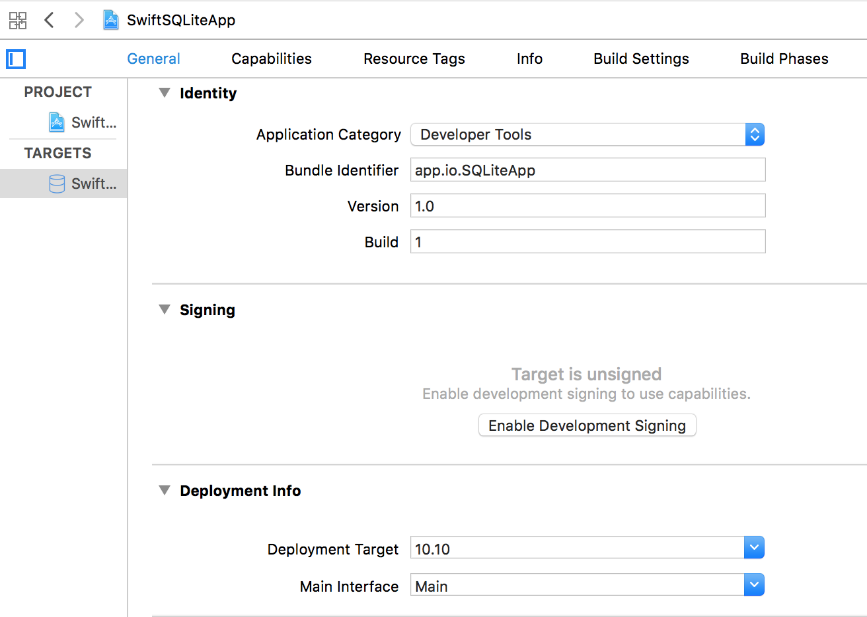 SwiftSQLiteApp
General Capabilities Resource Tags Info Build Settings Build Phases
PROJECT
Swift...
TARGETS
Swift...
Identity
Application Category Developer Tools
Bundle Identifier app.io.SQLiteApp
Version 1.0
Build 1
Signing
Target is unsigned
Enable development signing to use capabilities.
Enable Development Signing
Deployment Info
Deployment Target 10.10
Main Interface Main